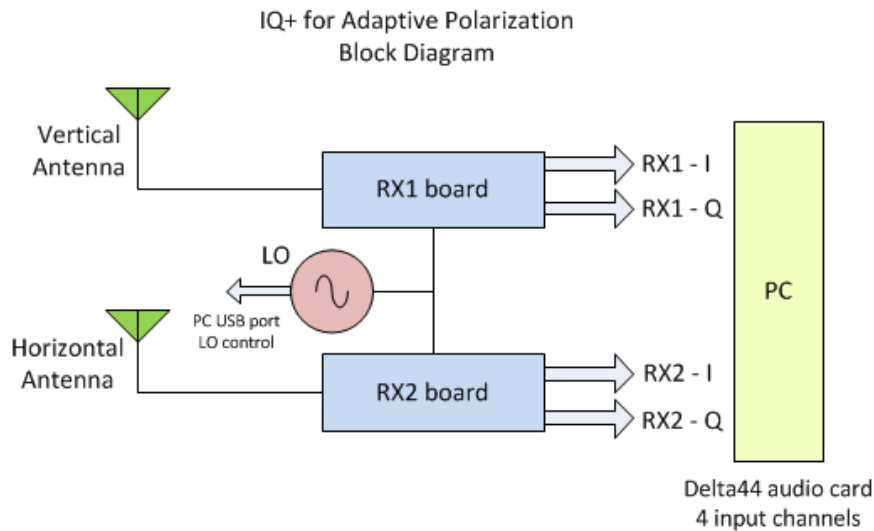 IQ+ for Adaptive Polarization
Block Diagram
Vertical
Antenna
RX1 board
RX1 - I
RX1 - Q
LO
PC USB port
LO control
PC
Horizontal
Antenna
RX2 board
RX2 - I
RX2 - Q
Delta44 audio card
4 input channels